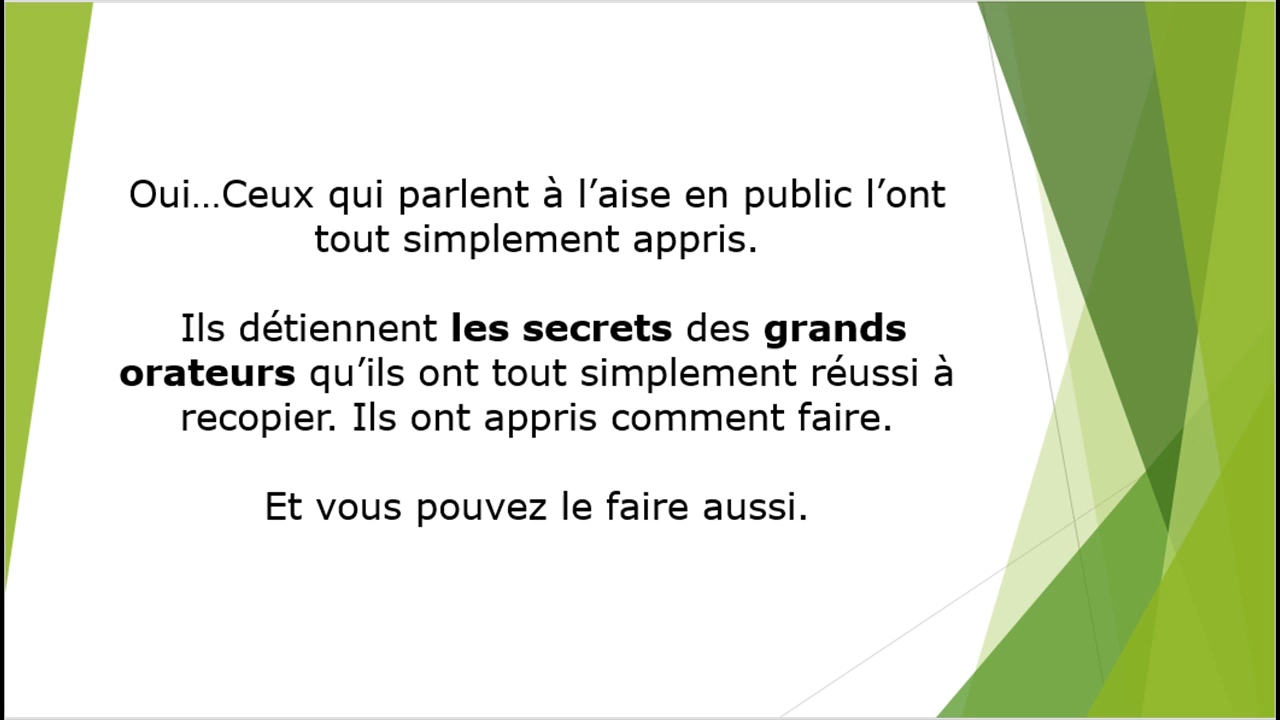 Oui...Ceux qui parlent à l’aise en public l’ont
tout simplement appris.
Ils détiennent les secrets des grands
orateurs qu’ils ont tout simplement réussi à
recopier. Ils ont appris comment faire.
Et vous pouvez le faire aussi.